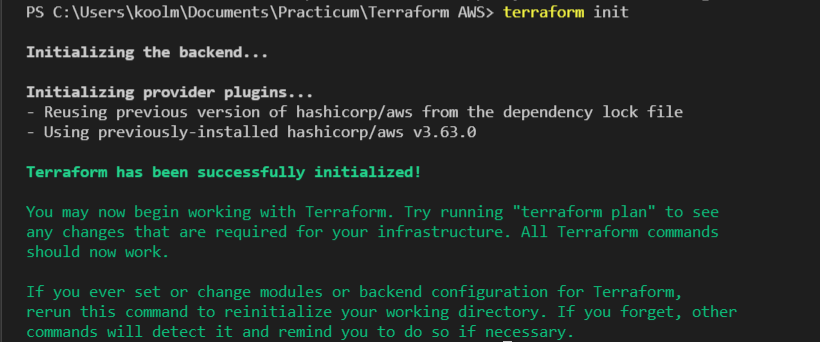 PS C:\Users\koolm\Documents\Practicum\Terraform AWS> terraform init
Initializing the backend...
Initializing provider plugins...
- Reusing previous version of hashicorp/aws from the dependency lock file
- Using previously-installed hashicorp/aws v3.63.0
Terraform has been successfully initialized!
You may now begin working with Terraform. Try running "terraform plan" to see
any changes that are required for your infrastructure. All Terraform commands
should now work.
If you ever set or change modules or backend configuration for Terraform,
rerun this command to reinitialize your working directory. If you forget, other
commands will detect it and remind you to do so if necessary.